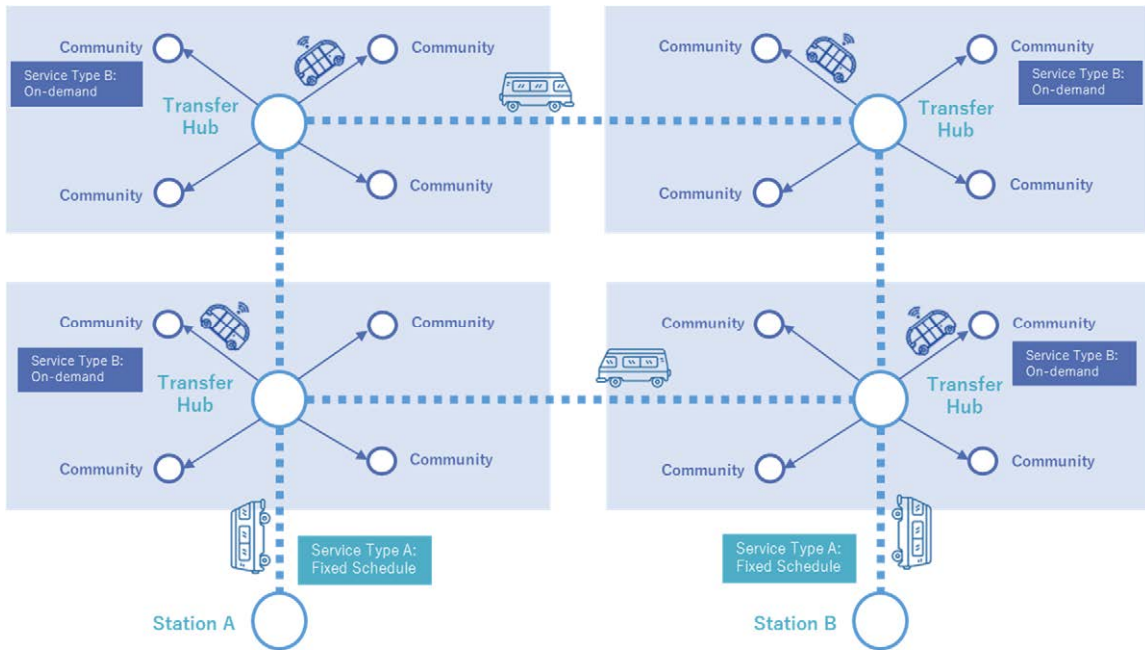 Community
Community
Community
Community
Service Type B:
On-demand
Service Type B:
On-demand
Transfer
Hub
Transfer
Hub
Community
Community
Community
Community
Community
Community
Community
Community
Service Type B:
On-demand
Service Type B:
On-demand
Transfer
Hub
Transfer
Hub
Community
Community
Community
Community
Service Type A:
Fixed Schedule
Service Type A:
Fixed Schedule
Station A
Station B